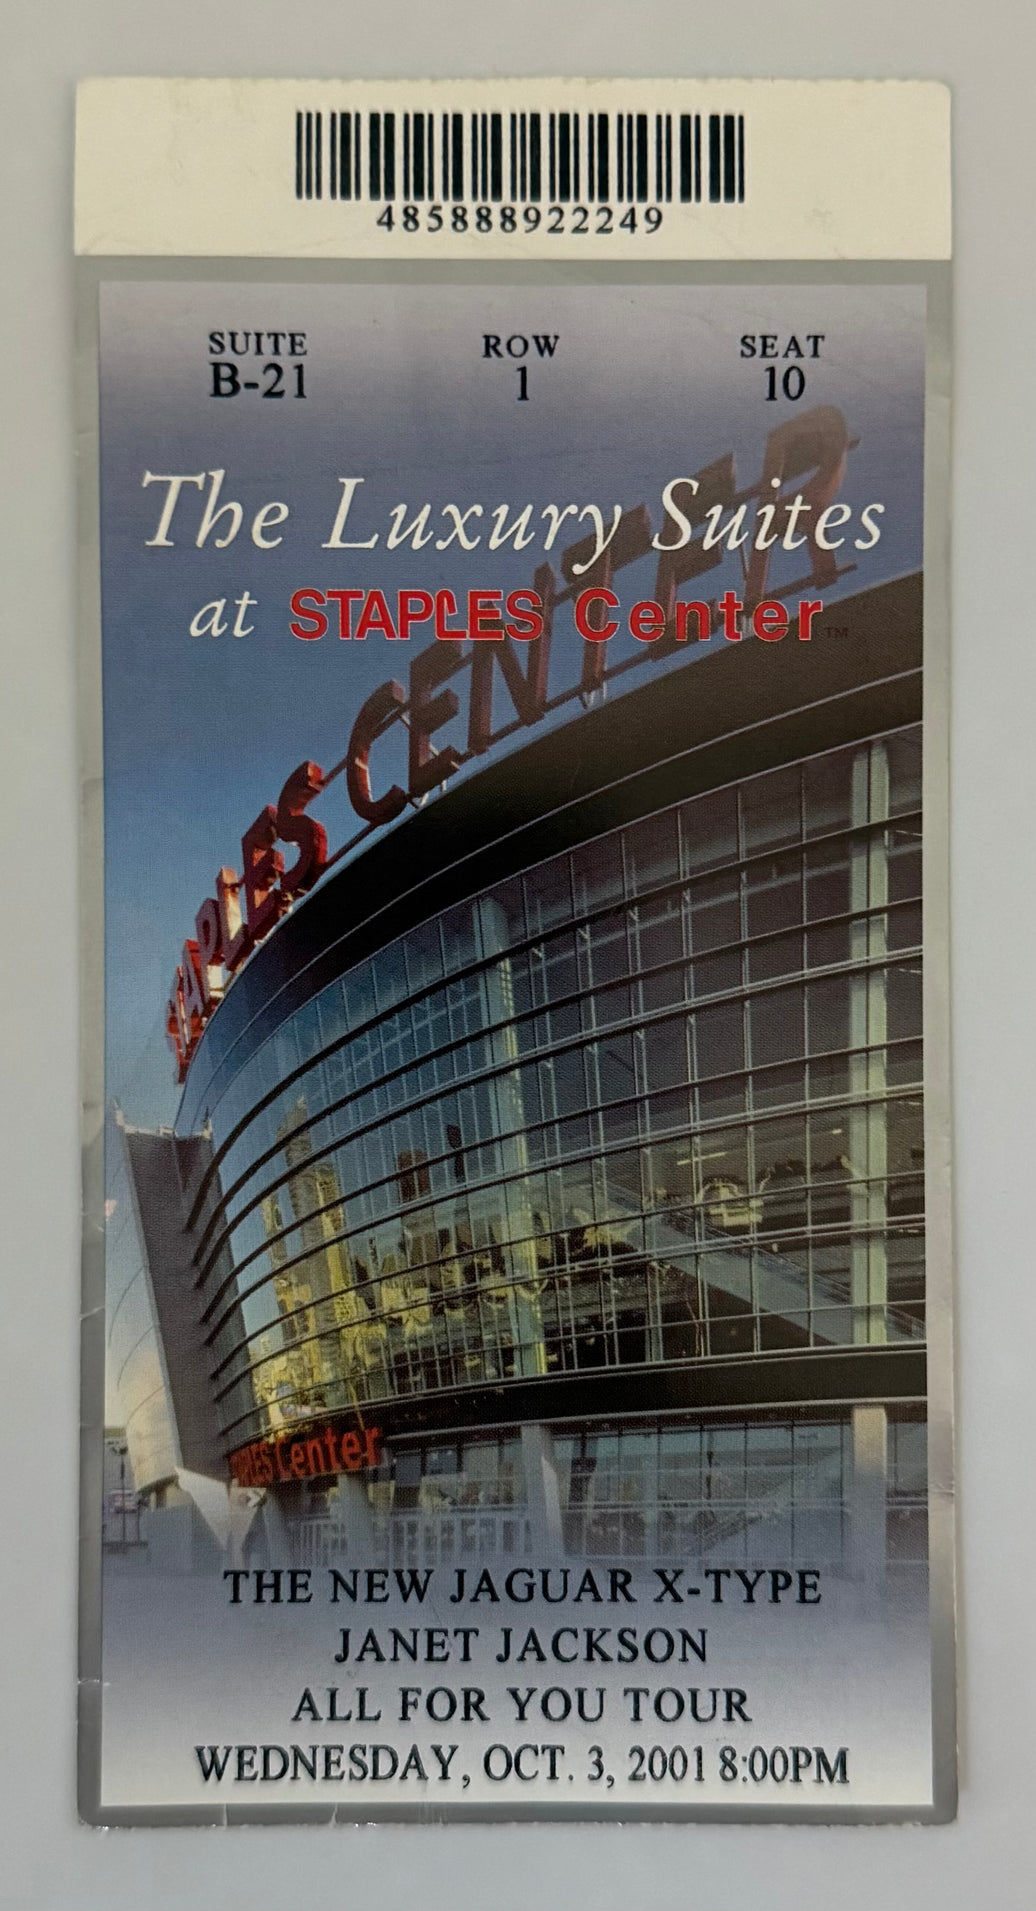 485888922249
SUITE ROW SEAT
B-21 1 10
The Luxury Suites
at STAPLES Center™
STAPLES CENTER
STAPLES Center
THE NEW JAGUAR X-TYPE
JANET JACKSON
ALL FOR YOU TOUR
WEDNESDAY, OCT. 3, 2001 8:00PM